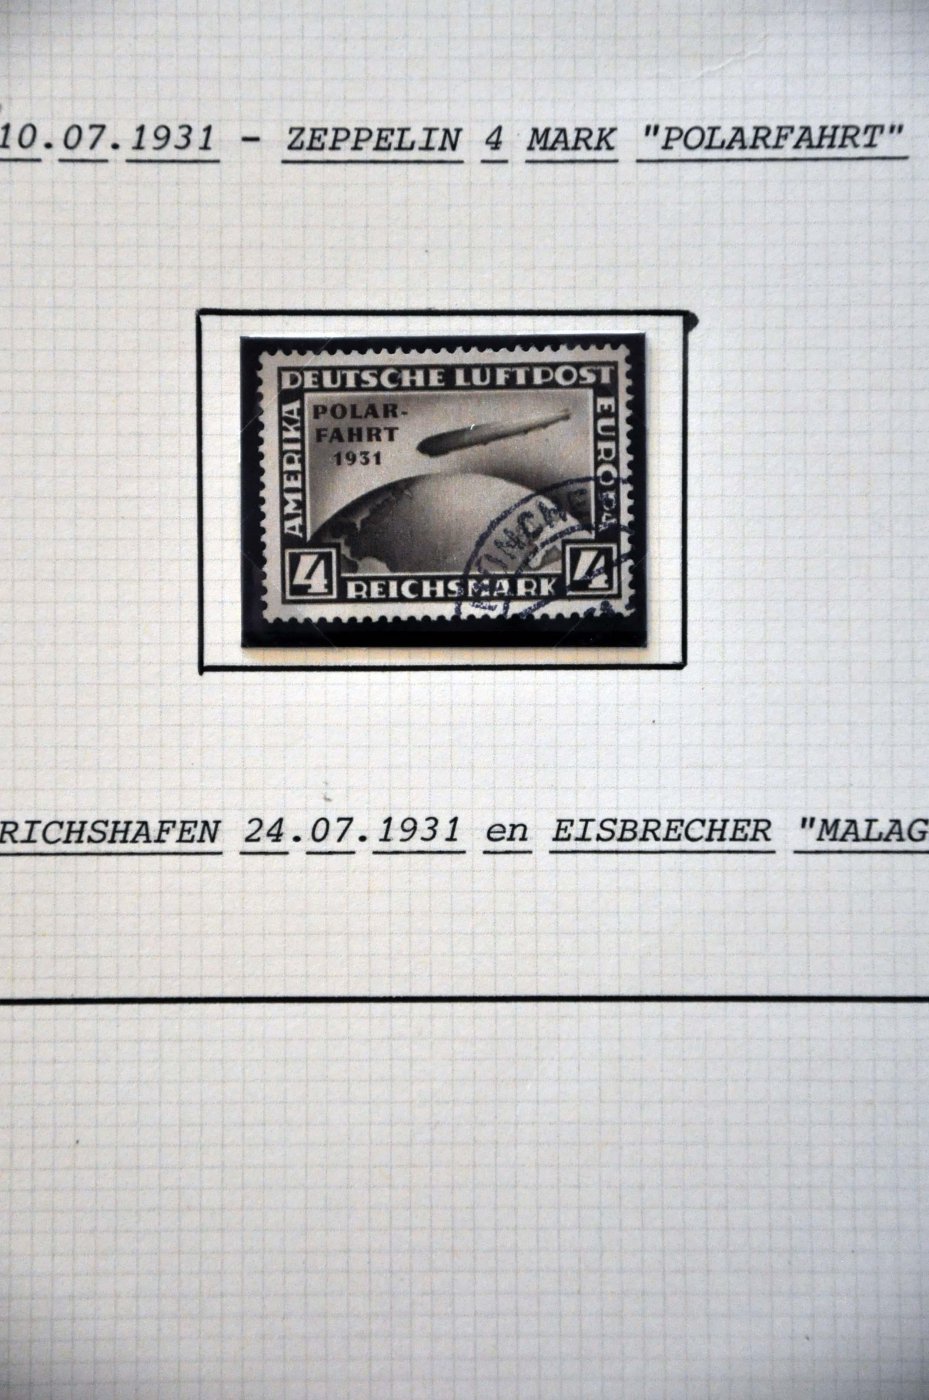 10.07.1931 - ZEPPELIN 4 MARK "POLARFAHRT"
DEUTSCHE LUFTPOST
AMERIKA
EUROPA
POLAR-
FAHRT
1931
4 REICHSMARK 4
RICHSHAFEN 24.07.1931 en EISBRECHER "MALAG